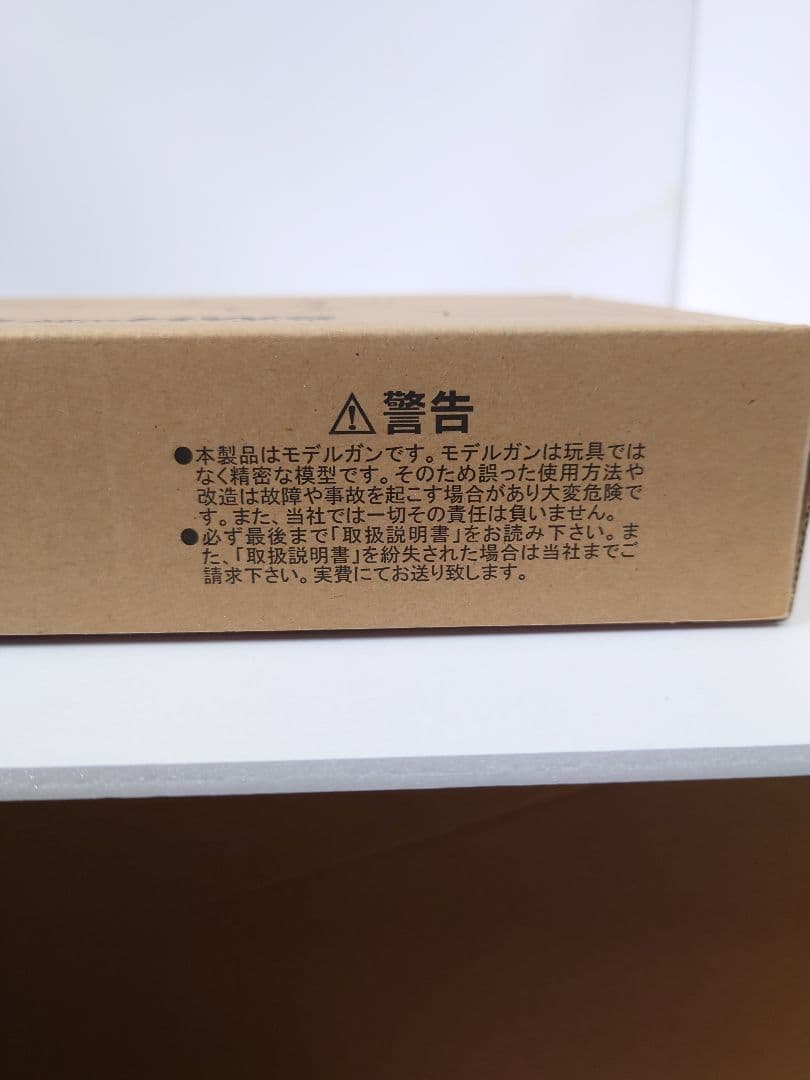 ⚠警告
●本製品はモデルガンです。モデルガンは玩具では
なく精密な模型です。そのため誤った使用方法や
改造は故障や事故を起こす場合があり大変危険で
す。また、当社では一切その責任は負いません。
●必ず最後まで「取扱説明書」をお読み下さい。ま
た、「取扱説明書」を紛失された場合は当社までご
請求下さい。実費にてお送り致します。